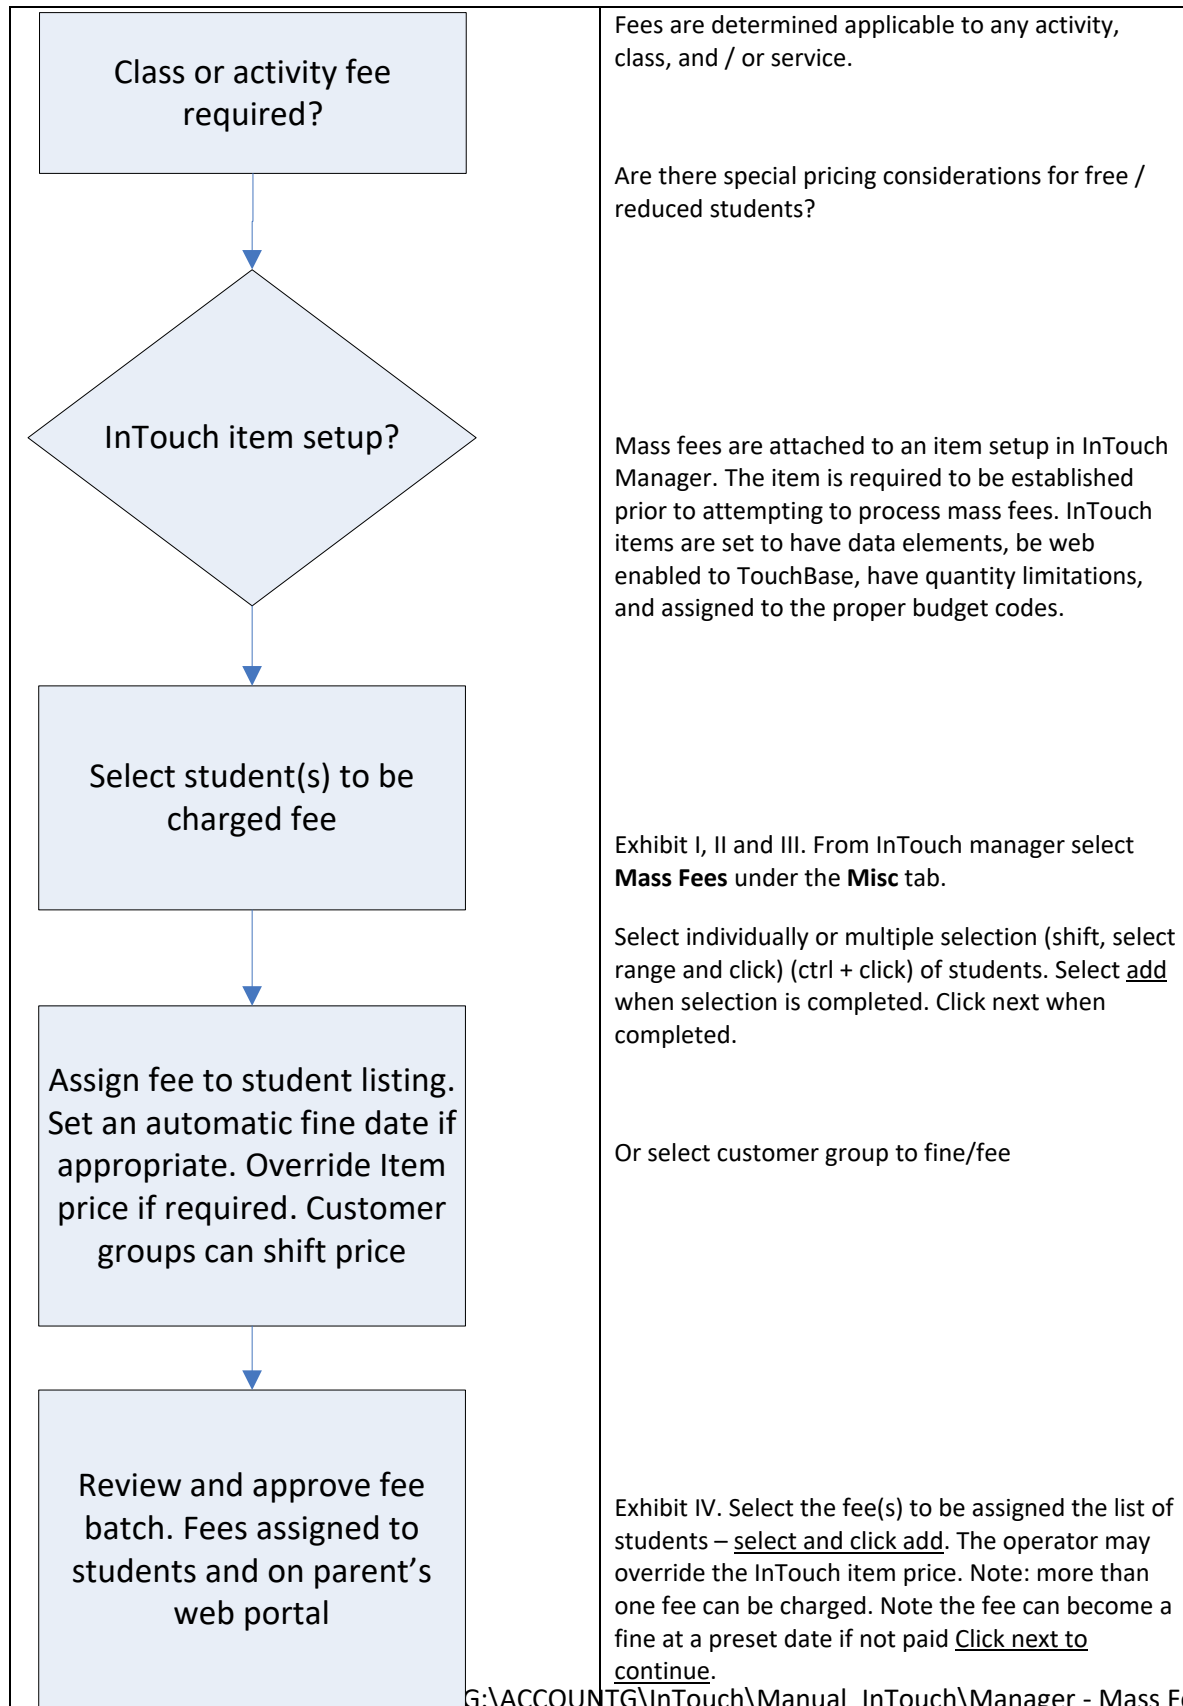 Class or activity fee
required?
InTouch item setup?
Select student(s) to be
charged fee
Assign fee to student listing.
Set an automatic fine date if
appropriate. Override Item
price if required. Customer
groups can shift price
Review and approve fee
batch. Fees assigned to
students and on parent's
web portal
Fees are determined applicable to any activity,
class, and / or service.
Are there special pricing considerations for free /
reduced students?
Mass fees are attached to an item setup in InTouch
Manager. The item is required to be established
prior to attempting to process mass fees. InTouch
items are set to have data elements, be web
enabled to TouchBase, have quantity limitations,
and assigned to the proper budget codes.
Exhibit I, II and III. From InTouch manager select
Mass Fees under the Misc tab.
Select individually or multiple selection (shift, select
range and click) (ctrl + click) of students. Select add
when selection is completed. Click next when
completed.
Or select customer group to fine/fee
Exhibit IV. Select the fee(s) to be assigned the list of
students – select and click add. The operator may
override the InTouch item price. Note: more than
one fee can be charged. Note the fee can become a
fine at a preset date if not paid Click next to
continue.
G:\ACCOUNTG\InTouch\Manual_InTouch\Manager - Mass Fe